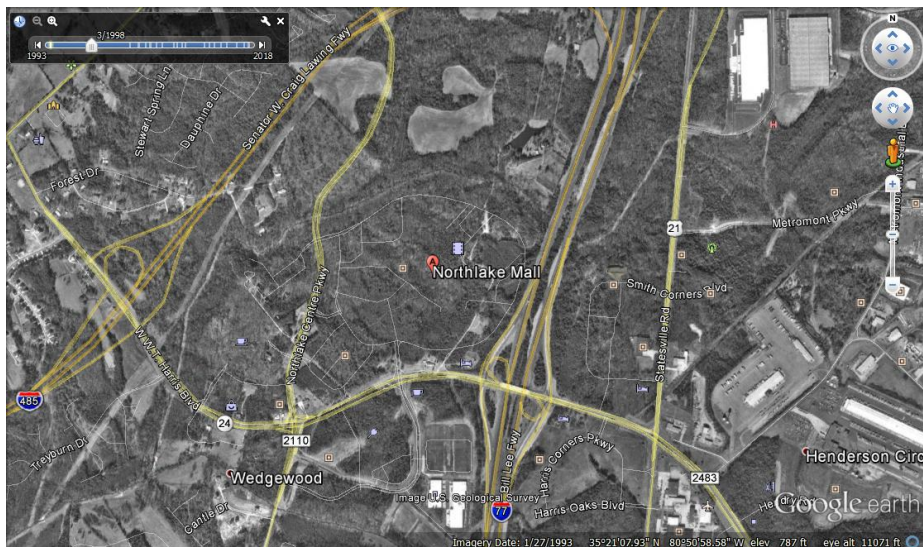 3/1998
1993
2018
N
Stewart Spring Ln
Dauphine Dr
Senator W. Craig Lawing Fwy
Forest Dr
21
Metromont Pkwy
Northlake Mall
Smith Corners Blvd
Northlake Centre Pkwy
Statesville Rd
W W.T. Harris Blvd
485
24
2110
Treyburn Dr
Bill Lee Fwy
Harris Corners Pkwy
Wedgewood
2483
Henderson Circ
Cantle Dr
Image U.S. Geological Survey
77
Harris Oaks Blvd
Google earth
Imagery Date: 1/27/1993 35°21'07.93" N 80°50'58.58" W elev 787 ft eye alt 11071 ft